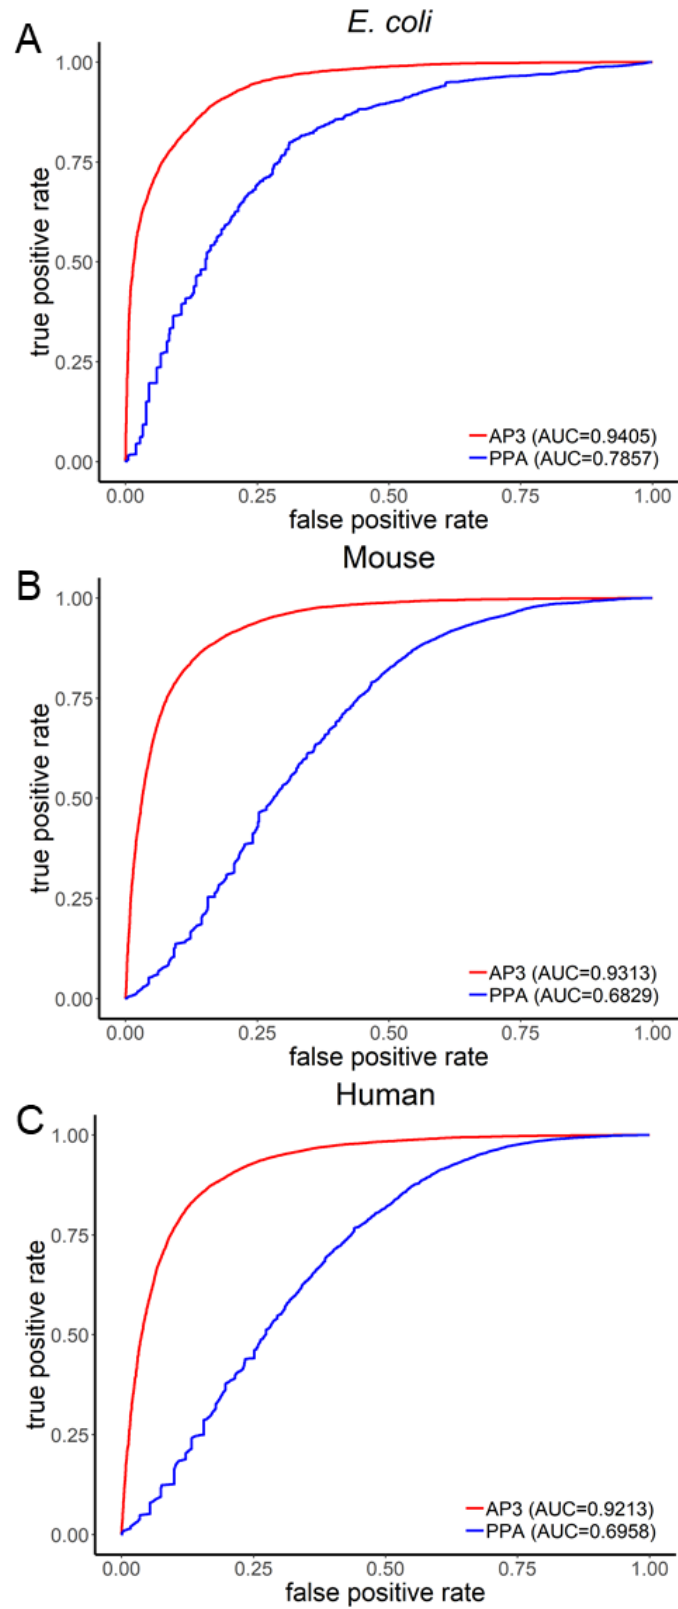 A
E. coli
true positive rate
1.00
0.75
0.50
0.25
0.00
AP3 (AUC=0.9405)
PPA (AUC=0.7857)
0.00 0.25 0.50 0.75 1.00
false positive rate
B
Mouse
true positive rate
1.00
0.75
0.50
0.25
0.00
AP3 (AUC=0.9313)
PPA (AUC=0.6829)
0.00 0.25 0.50 0.75 1.00
false positive rate
C
Human
true positive rate
1.00
0.75
0.50
0.25
0.00
AP3 (AUC=0.9213)
PPA (AUC=0.6958)
0.00 0.25 0.50 0.75 1.00
false positive rate